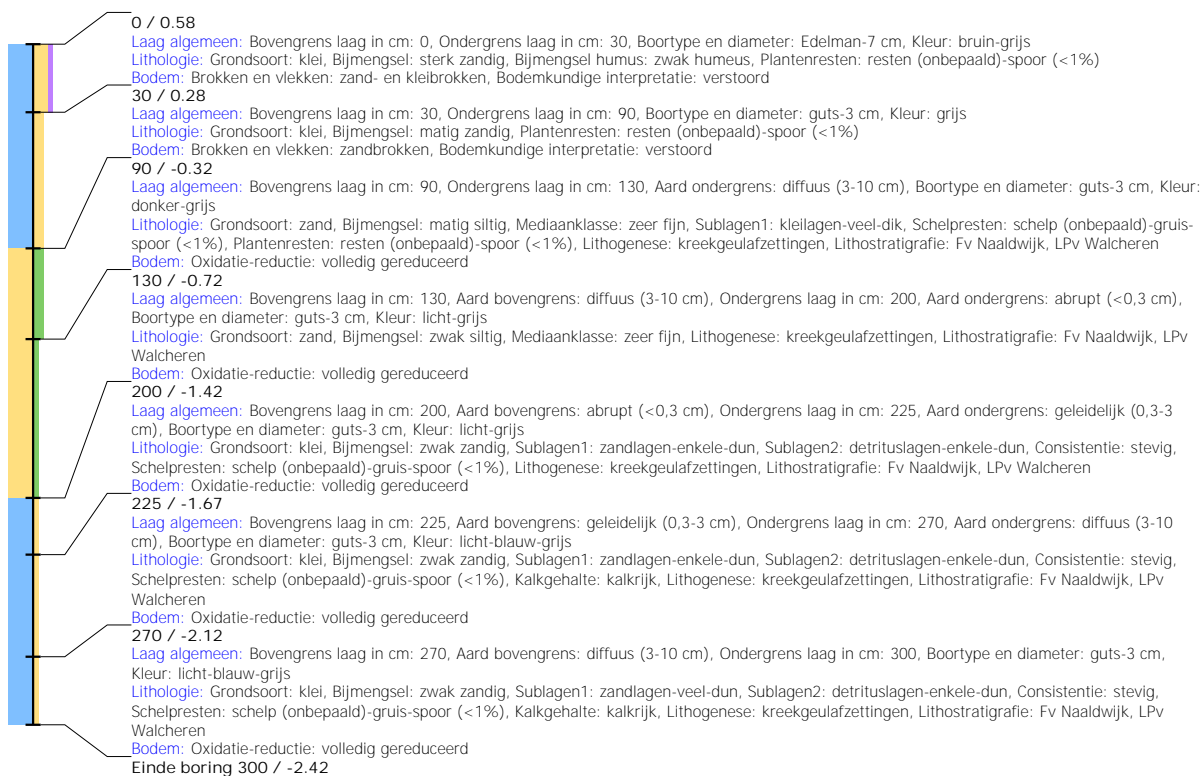 0 / 0.58
Laag algemeen: Bovengrens laag in cm: 0, Ondergrens laag in cm: 30, Boortype en diameter: Edelman-7 cm, Kleur: bruin-grijs
Lithologie: Grondsoort: klei, Bijmengsel: sterk zandig, Bijmengsel humus: zwak humeus, Plantenresten: resten (onbepaald)-spoor (<1%)
Bodem: Brokken en vlekken: zand- en kleibrokken, Bodemkundige interpretatie: verstoord
30 / 0.28
Laag algemeen: Bovengrens laag in cm: 30, Ondergrens laag in cm: 90, Boortype en diameter: guts-3 cm, Kleur: grijs
Lithologie: Grondsoort: klei, Bijmengsel: matig zandig, Plantenresten: resten (onbepaald)-spoor (<1%)
Bodem: Brokken en vlekken: zandbrokken, Bodemkundige interpretatie: verstoord
90 / -0.32
Laag algemeen: Bovengrens laag in cm: 90, Ondergrens laag in cm: 130, Aard ondergrens: diffuus (3-10 cm), Boortype en diameter: guts-3 cm, Kleur:
donker-grijs
Lithologie: Grondsoort: zand, Bijmengsel: matig siltig, Mediaanklasse: zeer fijn, Sublagen1: kleilagen-veel-dik, Schelpresten: schelp (onbepaald)-gruis-
spoor (<1%), Plantenresten: resten (onbepaald)-spoor (<1%), Lithogenese: kreekgeulafzettingen, Lithostratigrafie: Fv Naaldwijk, LPv Walcheren
Bodem: Oxidatie-reductie: volledig gereduceerd
130 / -0.72
Laag algemeen: Bovengrens laag in cm: 130, Aard bovengrens: diffuus (3-10 cm), Ondergrens laag in cm: 200, Aard ondergrens: abrupt (<0,3 cm),
Boortype en diameter: guts-3 cm, Kleur: licht-grijs
Lithologie: Grondsoort: zand, Bijmengsel: zwak siltig, Mediaanklasse: zeer fijn, Lithogenese: kreekgeulafzettingen, Lithostratigrafie: Fv Naaldwijk, LPv
Walcheren
Bodem: Oxidatie-reductie: volledig gereduceerd
200 / -1.42
Laag algemeen: Bovengrens laag in cm: 200, Aard bovengrens: abrupt (<0,3 cm), Ondergrens laag in cm: 225, Aard ondergrens: geleidelijk (0,3-3
cm), Boortype en diameter: guts-3 cm, Kleur: licht-grijs
Lithologie: Grondsoort: klei, Bijmengsel: zwak zandig, Sublagen1: zandlagen-enkele-dun, Sublagen2: detrituslagen-enkele-dun, Consistentie: stevig,
Schelpresten: schelp (onbepaald)-gruis-spoor (<1%), Lithogenese: kreekgeulafzettingen, Lithostratigrafie: Fv Naaldwijk, LPv Walcheren
Bodem: Oxidatie-reductie: volledig gereduceerd
225 / -1.67
Laag algemeen: Bovengrens laag in cm: 225, Aard bovengrens: geleidelijk (0,3-3 cm), Ondergrens laag in cm: 270, Aard ondergrens: diffuus (3-10
cm), Boortype en diameter: guts-3 cm, Kleur: licht-blauw-grijs
Lithologie: Grondsoort: klei, Bijmengsel: zwak zandig, Sublagen1: zandlagen-enkele-dun, Sublagen2: detrituslagen-enkele-dun, Consistentie: stevig,
Schelpresten: schelp (onbepaald)-gruis-spoor (<1%), Kalkgehalte: kalkrijk, Lithogenese: kreekgeulafzettingen, Lithostratigrafie: Fv Naaldwijk, LPv
Walcheren
Bodem: Oxidatie-reductie: volledig gereduceerd
270 / -2.12
Laag algemeen: Bovengrens laag in cm: 270, Aard bovengrens: diffuus (3-10 cm), Ondergrens laag in cm: 300, Boortype en diameter: guts-3 cm,
Kleur: licht-blauw-grijs
Lithologie: Grondsoort: klei, Bijmengsel: zwak zandig, Sublagen1: zandlagen-veel-dun, Sublagen2: detrituslagen-enkele-dun, Consistentie: stevig,
Schelpresten: schelp (onbepaald)-gruis-spoor (<1%), Kalkgehalte: kalkrijk, Lithogenese: kreekgeulafzettingen, Lithostratigrafie: Fv Naaldwijk, LPv
Walcheren
Bodem: Oxidatie-reductie: volledig gereduceerd
Einde boring 300 / -2.42